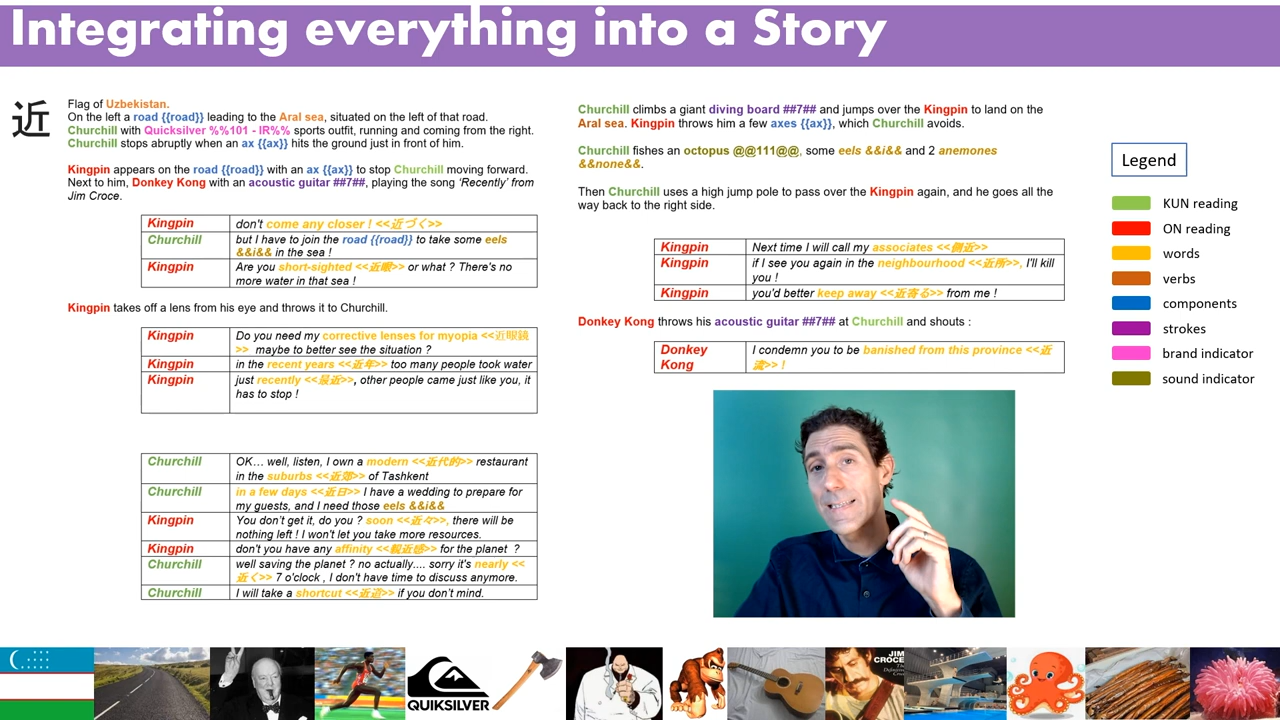 Integrating everything into a Story
近
Flag of Uzbekistan.
On the left a road {{road}} leading to the Aral sea, situated on the left of that road.
Churchill with Quicksilver %%101 - IR%% sports outfit, running and coming from the right.
Churchill stops abruptly when an ax {{ax}} hits the ground just in front of him.
Kingpin appears on the road {{road}} with an ax {{ax}} to stop Churchill moving forward.
Next to him, Donkey Kong with an acoustic guitar ##7##, playing the song ‘Recently’ from
Jim Croce.
Kingpin don't come any closer ! <<近づく>>
Churchill but I have to join the road {{road}} to take some eels
&&i&& in the sea !
Kingpin Are you short-sighted <<近眼>> or what ? There's no
more water in that sea !
Kingpin takes off a lens from his eye and throws it to Churchill.
Kingpin Do you need my corrective lenses for myopia <<近眼鏡
>> maybe to better see the situation ?
Kingpin in the recent years <<近年>> too many people took water
Kingpin just recently <<最近>>, other people came just like you, it
has to stop !
Churchill OK... well, listen, I own a modern <<近代的>> restaurant
in the suburbs <<近郊>> of Tashkent
Churchill in a few days <<近日>> I have a wedding to prepare for
my guests, and I need those eels &&i&&
Kingpin You don't get it, do you ? soon <<近々>>, there will be
nothing left ! I won't let you take more resources.
Kingpin don't you have any affinity <<親近感>> for the planet ?
Churchill well saving the planet ? no actually.... sorry it's nearly <<
近く>> 7 o'clock , I don't have time to discuss anymore.
Churchill I will take a shortcut <<近道>> if you don't mind.
Churchill climbs a giant diving board ##7## and jumps over the Kingpin to land on the
Aral sea. Kingpin throws him a few axes {{ax}}, which Churchill avoids.
Churchill fishes an octopus @@111@@, some eels &&i&& and 2 anemones
&&none&&.
Then Churchill uses a high jump pole to pass over the Kingpin again, and he goes all the
way back to the right side.
Kingpin Next time I will call my associates <<側近>>
Kingpin if I see you again in the neighbourhood <<近所>>, I'll kill
you !
Kingpin you'd better keep away <<近寄る>> from me !
Donkey Kong throws his acoustic guitar ##7## at Churchill and shouts :
Donkey Kong I condemn you to be banished from this province <<近
流>> !
Legend
KUN reading
ON reading
words
verbs
components
strokes
brand indicator
sound indicator
QUIKSILVER
JIM
CROCE